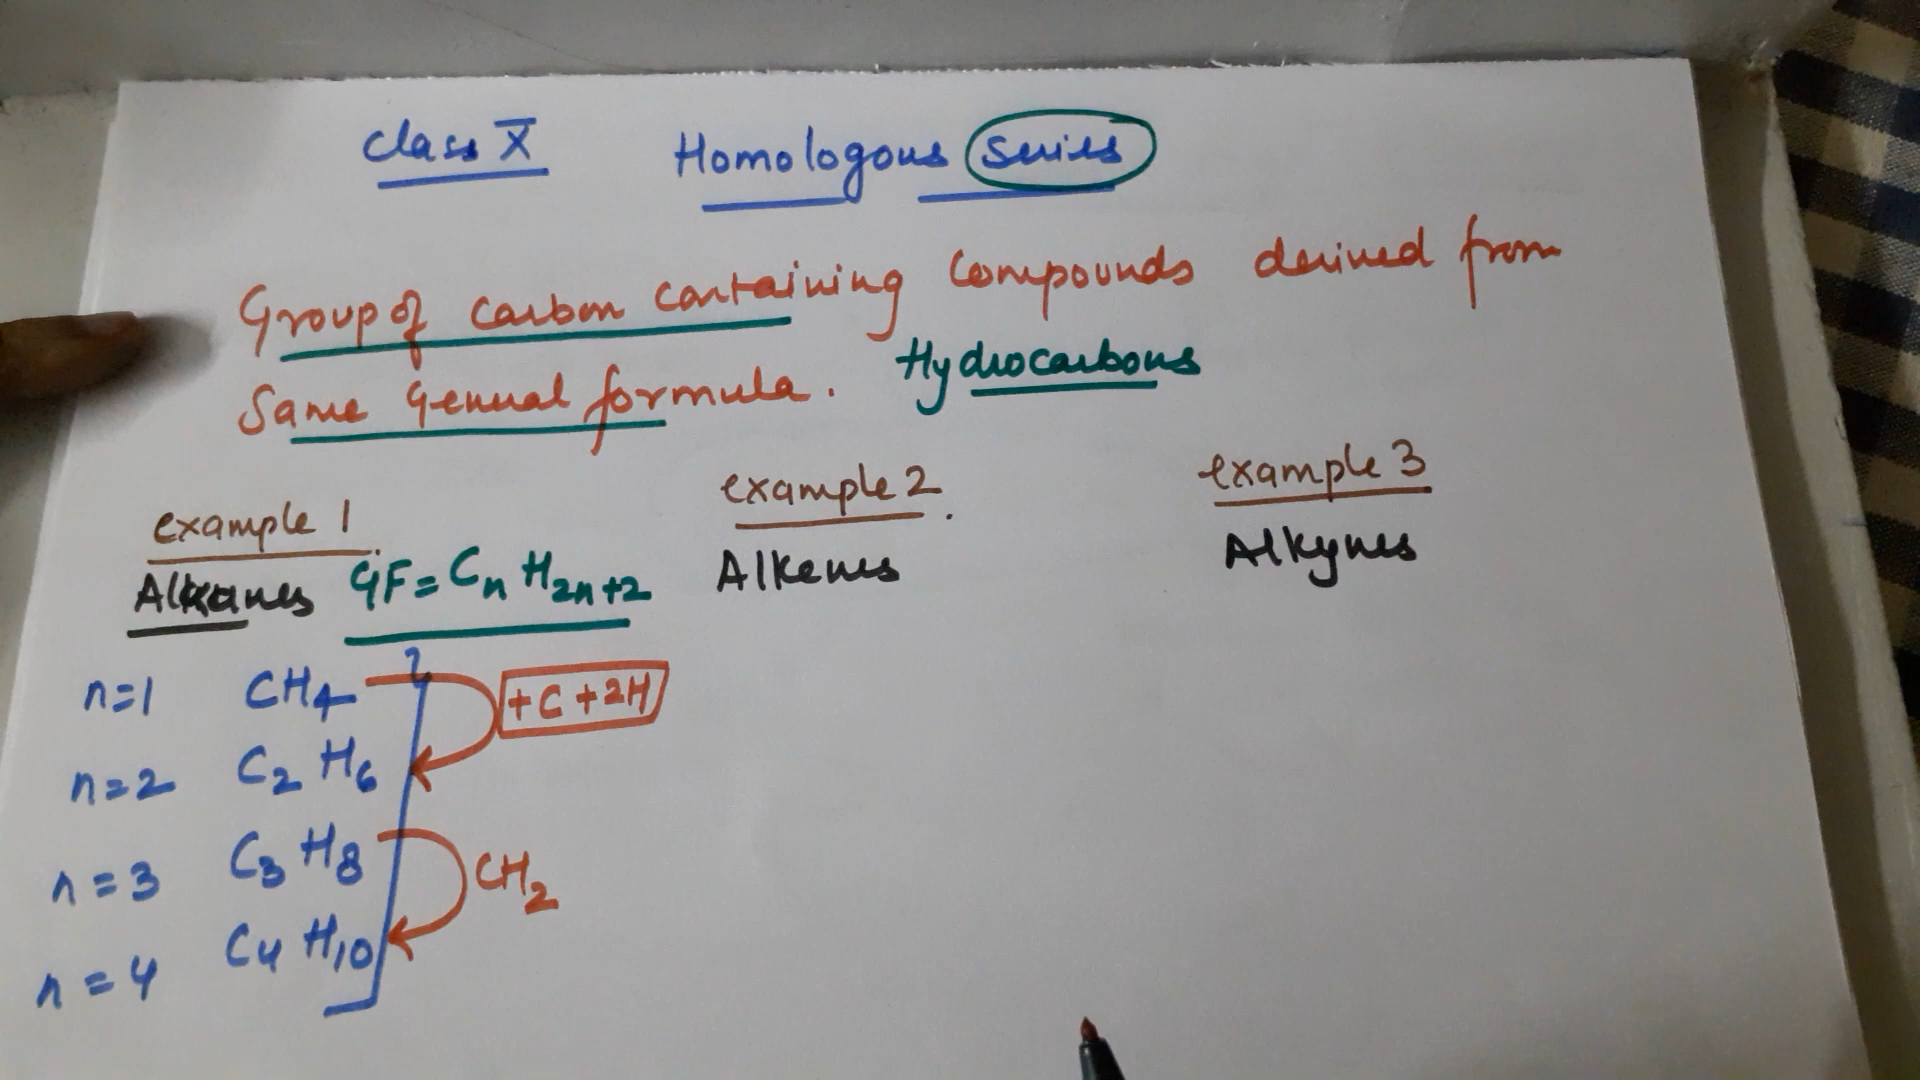 Class X Homologous Series
Group of carbon containing compounds derived from
Same General formula. Hydrocarbons
example 1
Alkanes GF = CnH2n+2
n=1 CH4 +C +2H
n=2 C2H6
n=3 C3H8 CH2
n=4 C4H10
example 2.
Alkenes
example 3
Alkynes